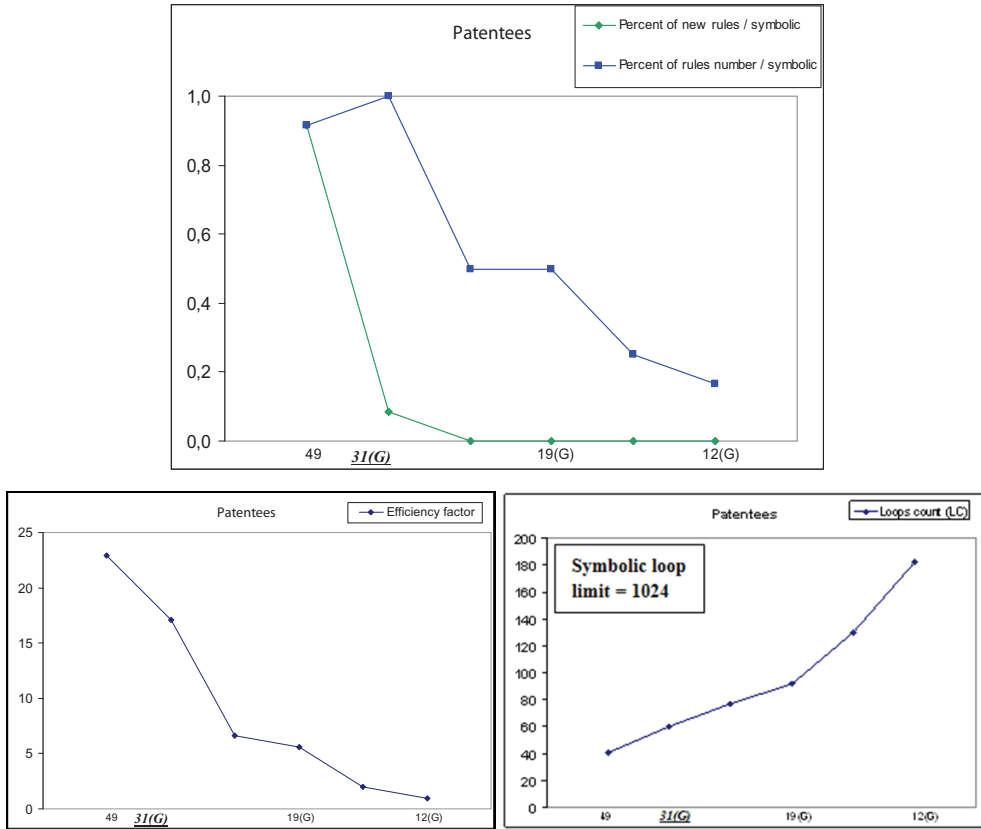 Patentees
Percent of new rules / symbolic
Percent of rules number / symbolic
1,0
0,8
0,6
0,4
0,2
0,0
49 31(G) 19(G) 12(G)
Patentees
Efficiency factor
25
20
15
10
5
0
49 31(G) 19(G) 12(G)
Patentees
Loops count (LC)
Symbolic loop
limit = 1024
200
180
160
140
120
100
80
60
40
20
0
49 31(G) 19(G) 12(G)